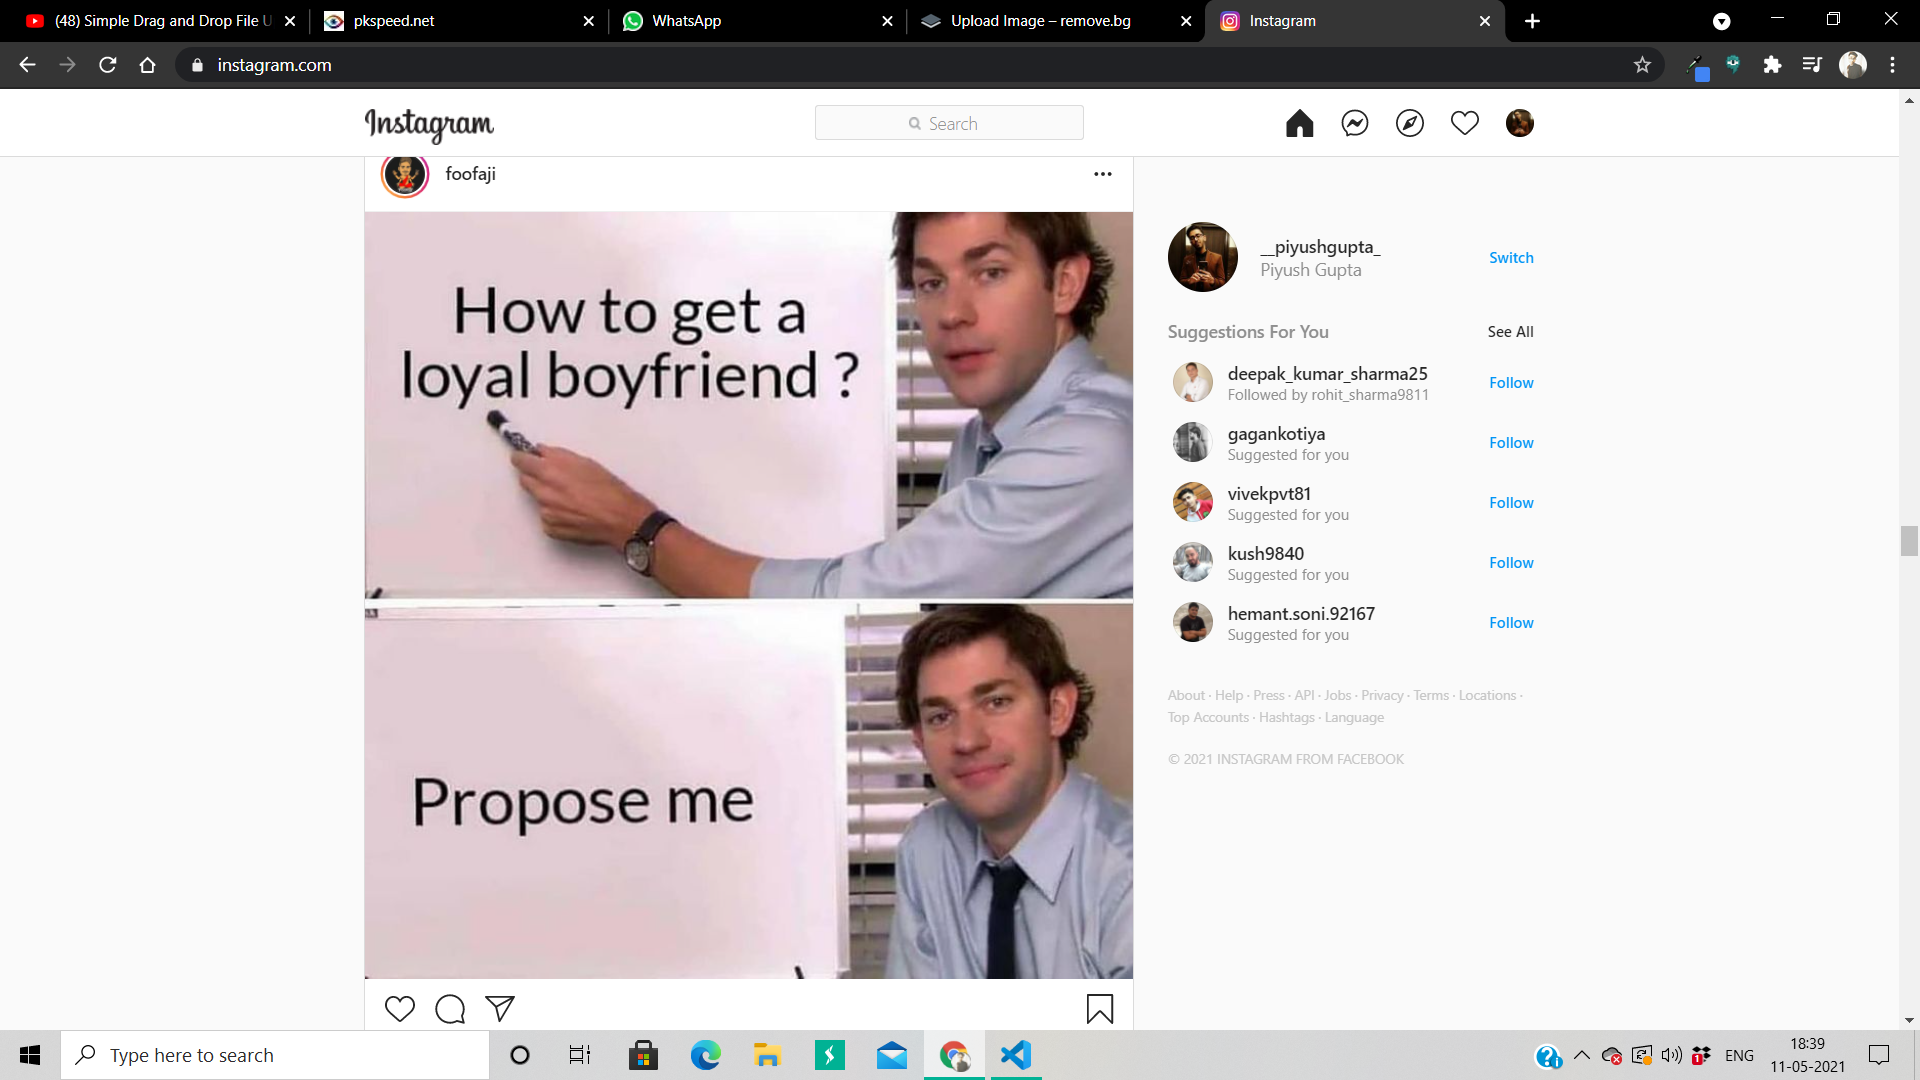 (48) Simple Drag and Drop File U
pkspeed.net
WhatsApp
Upload Image – remove.bg
Instagram
instagram.com
Instagram
Search
foofaji
How to get a
loyal boyfriend ?
Propose me
__piyushgupta_
Piyush Gupta
Switch
Suggestions For You
See All
deepak_kumar_sharma25
Followed by rohit_sharma9811
Follow
gagankotiya
Suggested for you
Follow
vivekpvt81
Suggested for you
Follow
kush9840
Suggested for you
Follow
hemant.soni.92167
Suggested for you
Follow
About · Help · Press · API · Jobs · Privacy · Terms · Locations ·
Top Accounts · Hashtags · Language
© 2021 INSTAGRAM FROM FACEBOOK
Type here to search
1
ENG
18:39
11-05-2021